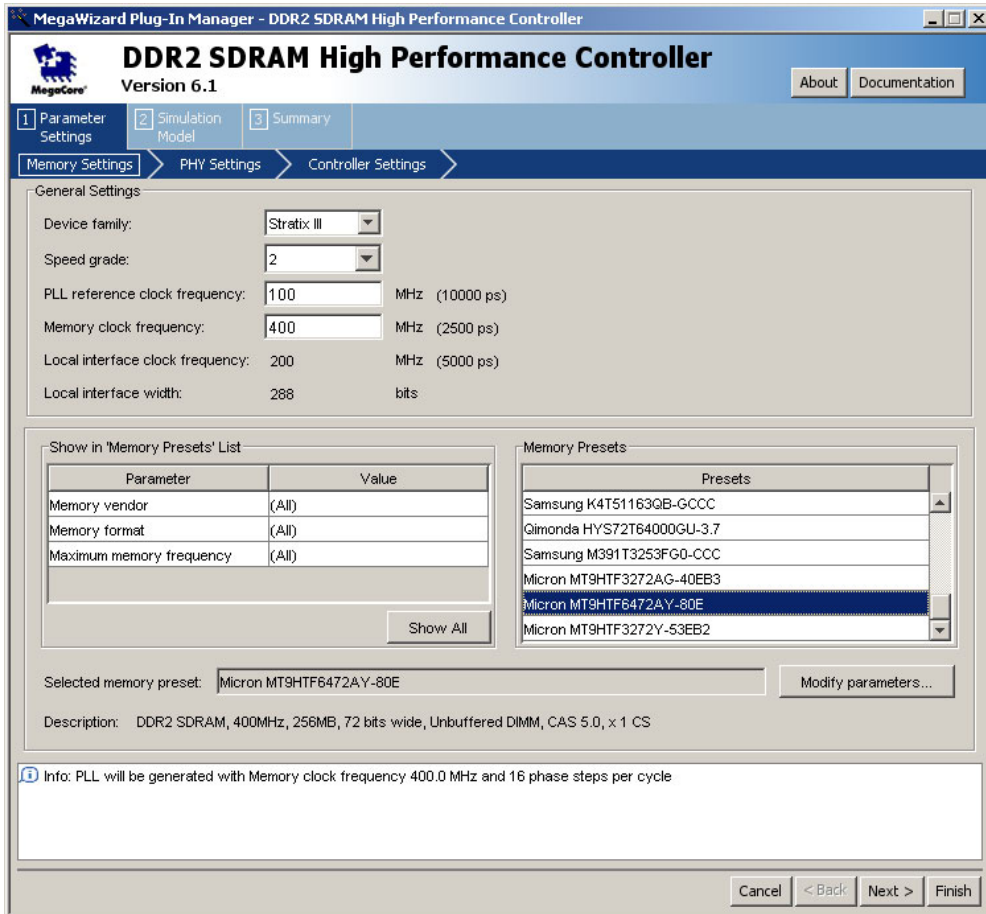 MegaWizard Plug-In Manager - DDR2 SDRAM High Performance Controller
DDR2 SDRAM High Performance Controller
MegaCore®
Version 6.1
About
Documentation
1 Parameter Settings
2 Simulation Model
3 Summary
Memory Settings
PHY Settings
Controller Settings
General Settings
Device family: Stratix III
Speed grade: 2
PLL reference clock frequency: 100 MHz (10000 ps)
Memory clock frequency: 400 MHz (2500 ps)
Local interface clock frequency: 200 MHz (5000 ps)
Local interface width: 288 bits
Show in 'Memory Presets' List
Parameter Value
Memory vendor (All)
Memory format (All)
Maximum memory frequency (All)
Show All
Memory Presets
Presets
Samsung K4T51163QB-GCCC
Qimonda HYS72T64000GU-3.7
Samsung M391T3253FG0-CCC
Micron MT9HTF3272AG-40EB3
Micron MT9HTF6472AY-80E
Micron MT9HTF3272Y-53EB2
Selected memory preset: Micron MT9HTF6472AY-80E
Modify parameters...
Description: DDR2 SDRAM, 400MHz, 256MB, 72 bits wide, Unbuffered DIMM, CAS 5.0, x 1 CS
Info: PLL will be generated with Memory clock frequency 400.0 MHz and 16 phase steps per cycle
Cancel
< Back
Next >
Finish